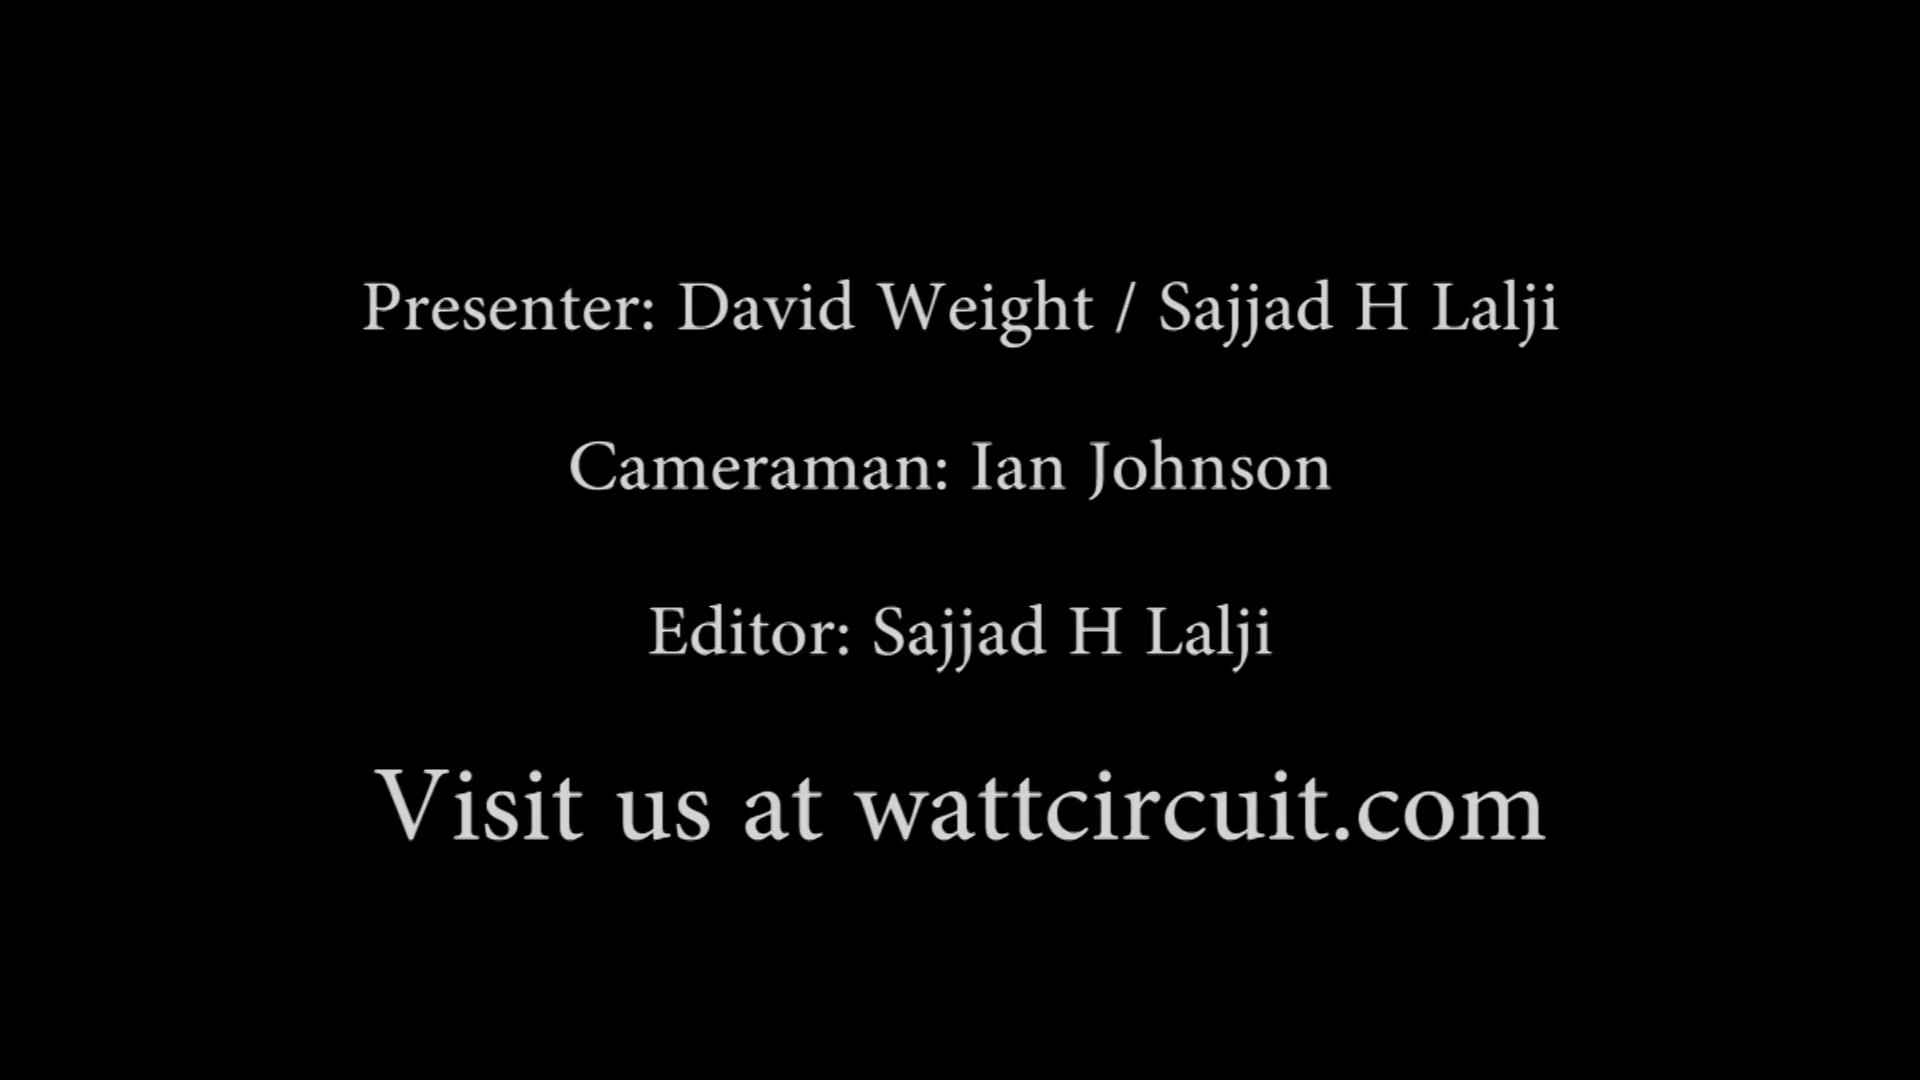 Presenter: David Weight / Sajjad H Lalji
Cameraman: Ian Johnson
Editor: Sajjad H Lalji
Visit us at wattcircuit.com